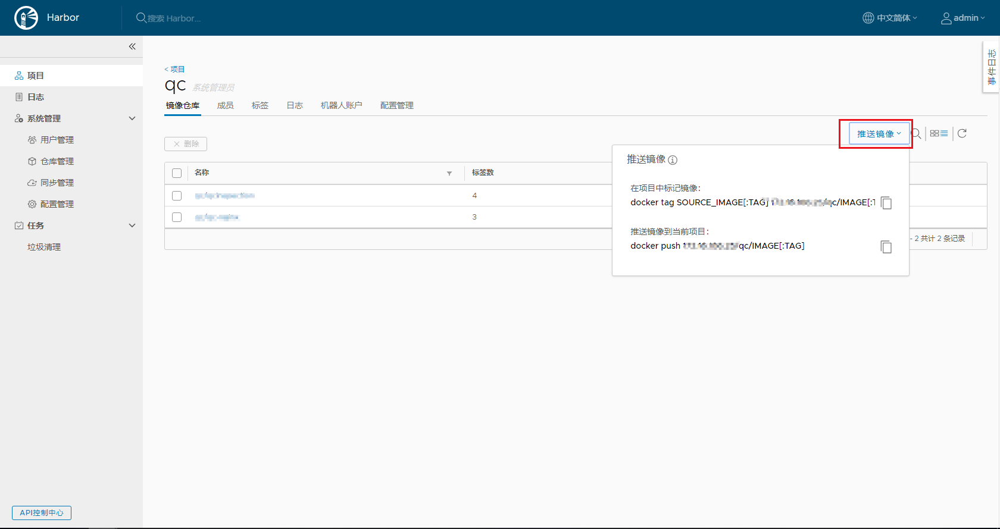 Harbor
搜索 Harbor...
中文简体
admin
事件日志
项目
日志
系统管理
用户管理
仓库管理
同步管理
配置管理
任务
垃圾清理
API控制中心
< 项目
qc 系统管理员
镜像仓库 成员 标签 日志 机器人账户 配置管理
推送镜像
删除
名称 标签数
4
3
- 2 共计 2 条记录
推送镜像
在项目中标记镜像：
docker tag SOURCE_IMAGE[:TAG] /qc/IMAGE[:T
推送镜像到当前项目：
docker push qc/IMAGE[:TAG]